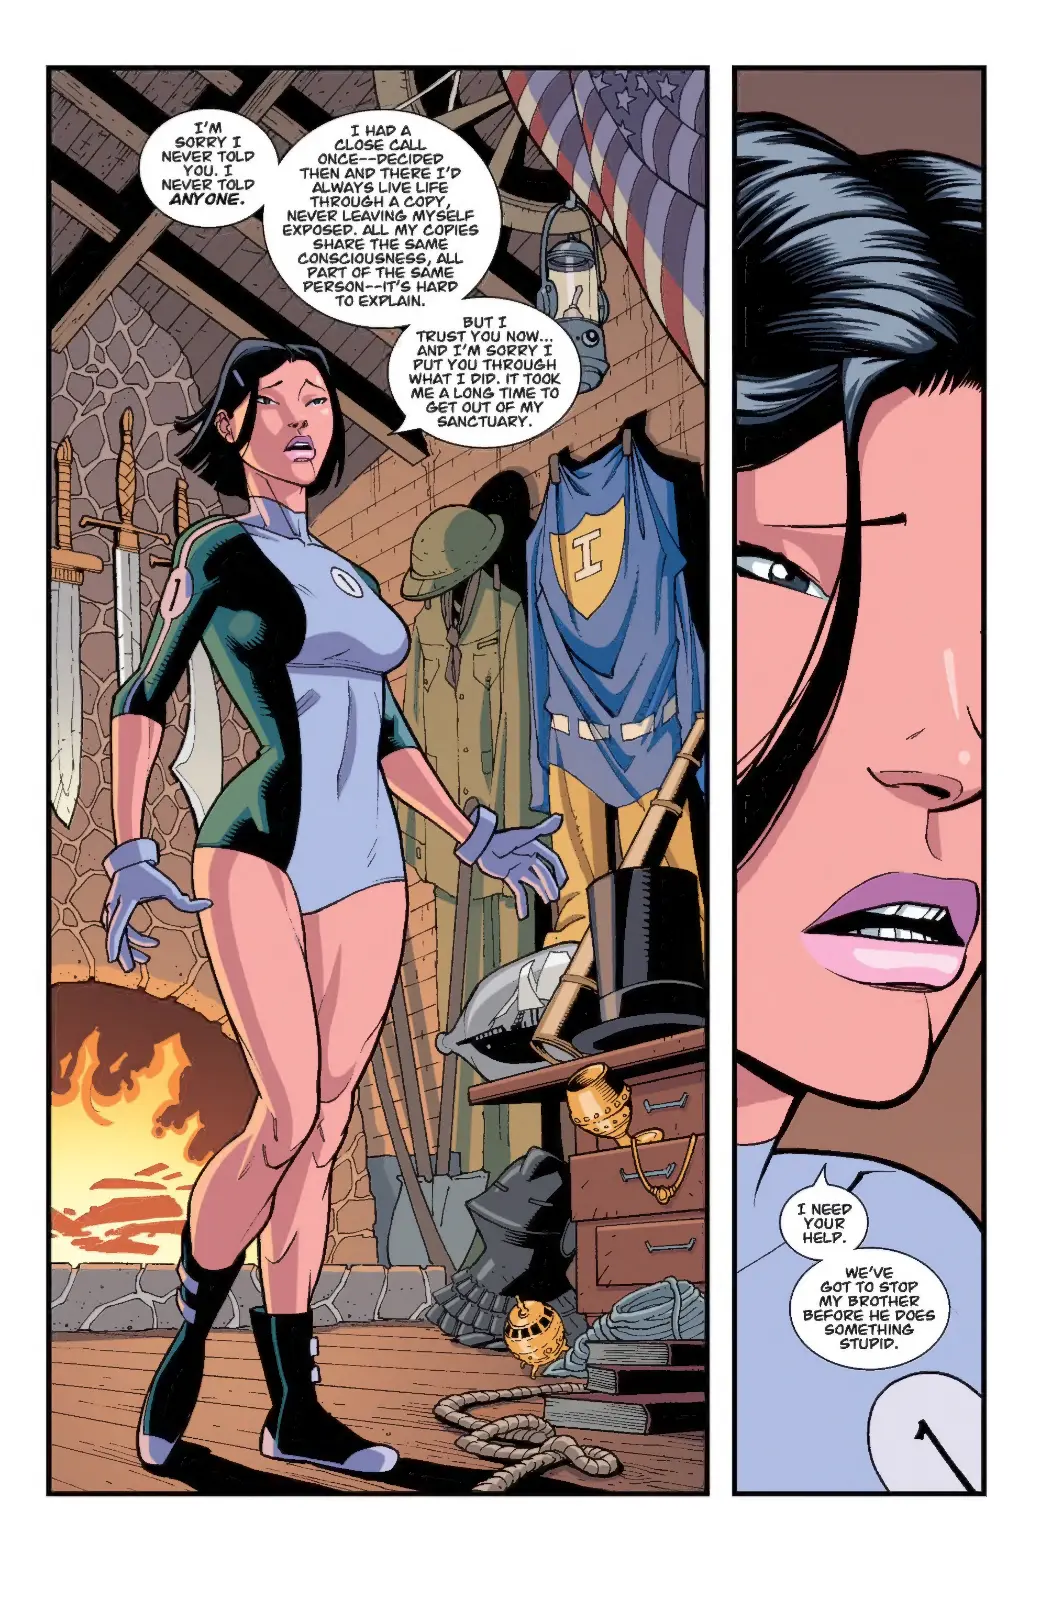 I'M
SORRY I
NEVER TOLD
YOU. I
NEVER TOLD
ANYONE.
I HAD A
CLOSE CALL
ONCE--DECIDED
THEN AND THERE I'D
ALWAYS LIVE LIFE
THROUGH A COPY,
NEVER LEAVING MYSELF
EXPOSED. ALL MY COPIES
SHARE THE SAME
CONSCIOUSNESS, ALL
PART OF THE SAME
PERSON--IT'S HARD
TO EXPLAIN.
BUT I
TRUST YOU NOW...
AND I'M SORRY I
PUT YOU THROUGH
WHAT I DID. IT TOOK
ME A LONG TIME TO
GET OUT OF MY
SANCTUARY.
1
1
I
I NEED
YOUR
HELP.
WE'VE
GOT TO STOP
MY BROTHER
BEFORE HE DOES
SOMETHING
STUPID.
1